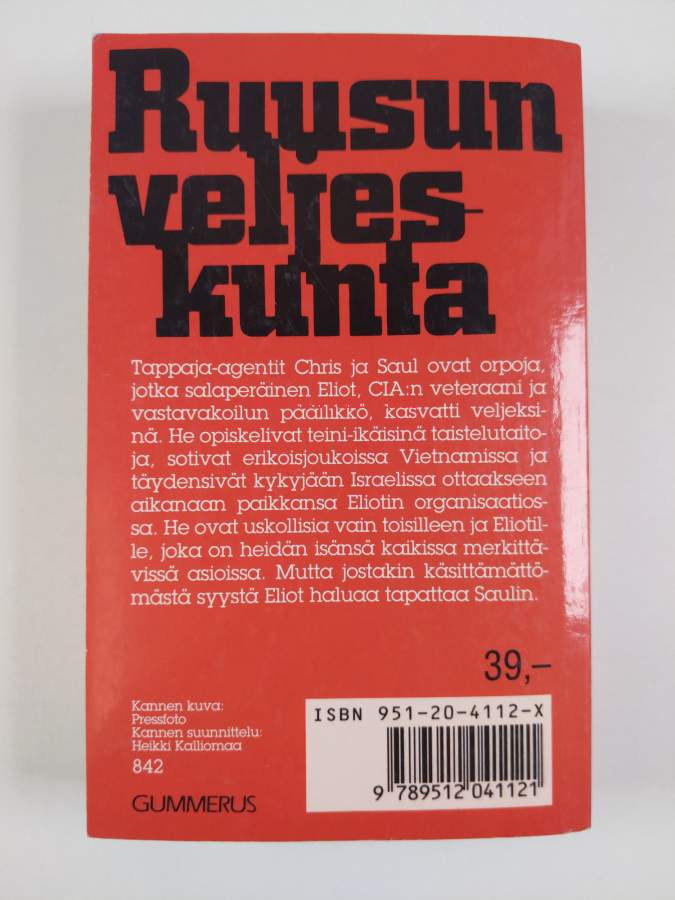 Ruusun
veljes-
kunta
Tappaja-agentit Chris ja Saul ovat orpoja,
jotka salaperäinen Eliot, CIA:n veteraani ja
vastavakoilun päällikkö, kasvatti veljeksi-
nä. He opiskelivat teini-ikäisinä taistelutaito-
ja, sotivat erikoisjoukoissa Vietnamissa ja
täydensivät kykyjään Israelissa ottaakseen
aikanaan paikkansa Eliotin organisaatios-
sa. He ovat uskollisia vain toisilleen ja Eliotil-
le, joka on heidän isänsä kaikissa merkittä-
vissä asioissa. Mutta jostakin käsittämättö-
mästä syystä Eliot haluaa tapattaa Saulin.
39,–
Kannen kuva:
Pressfoto
Kannen suunnittelu:
Heikki Kalliomaa
842
GUMMERUS
ISBN 951-20-4112-X
9 789512 041121